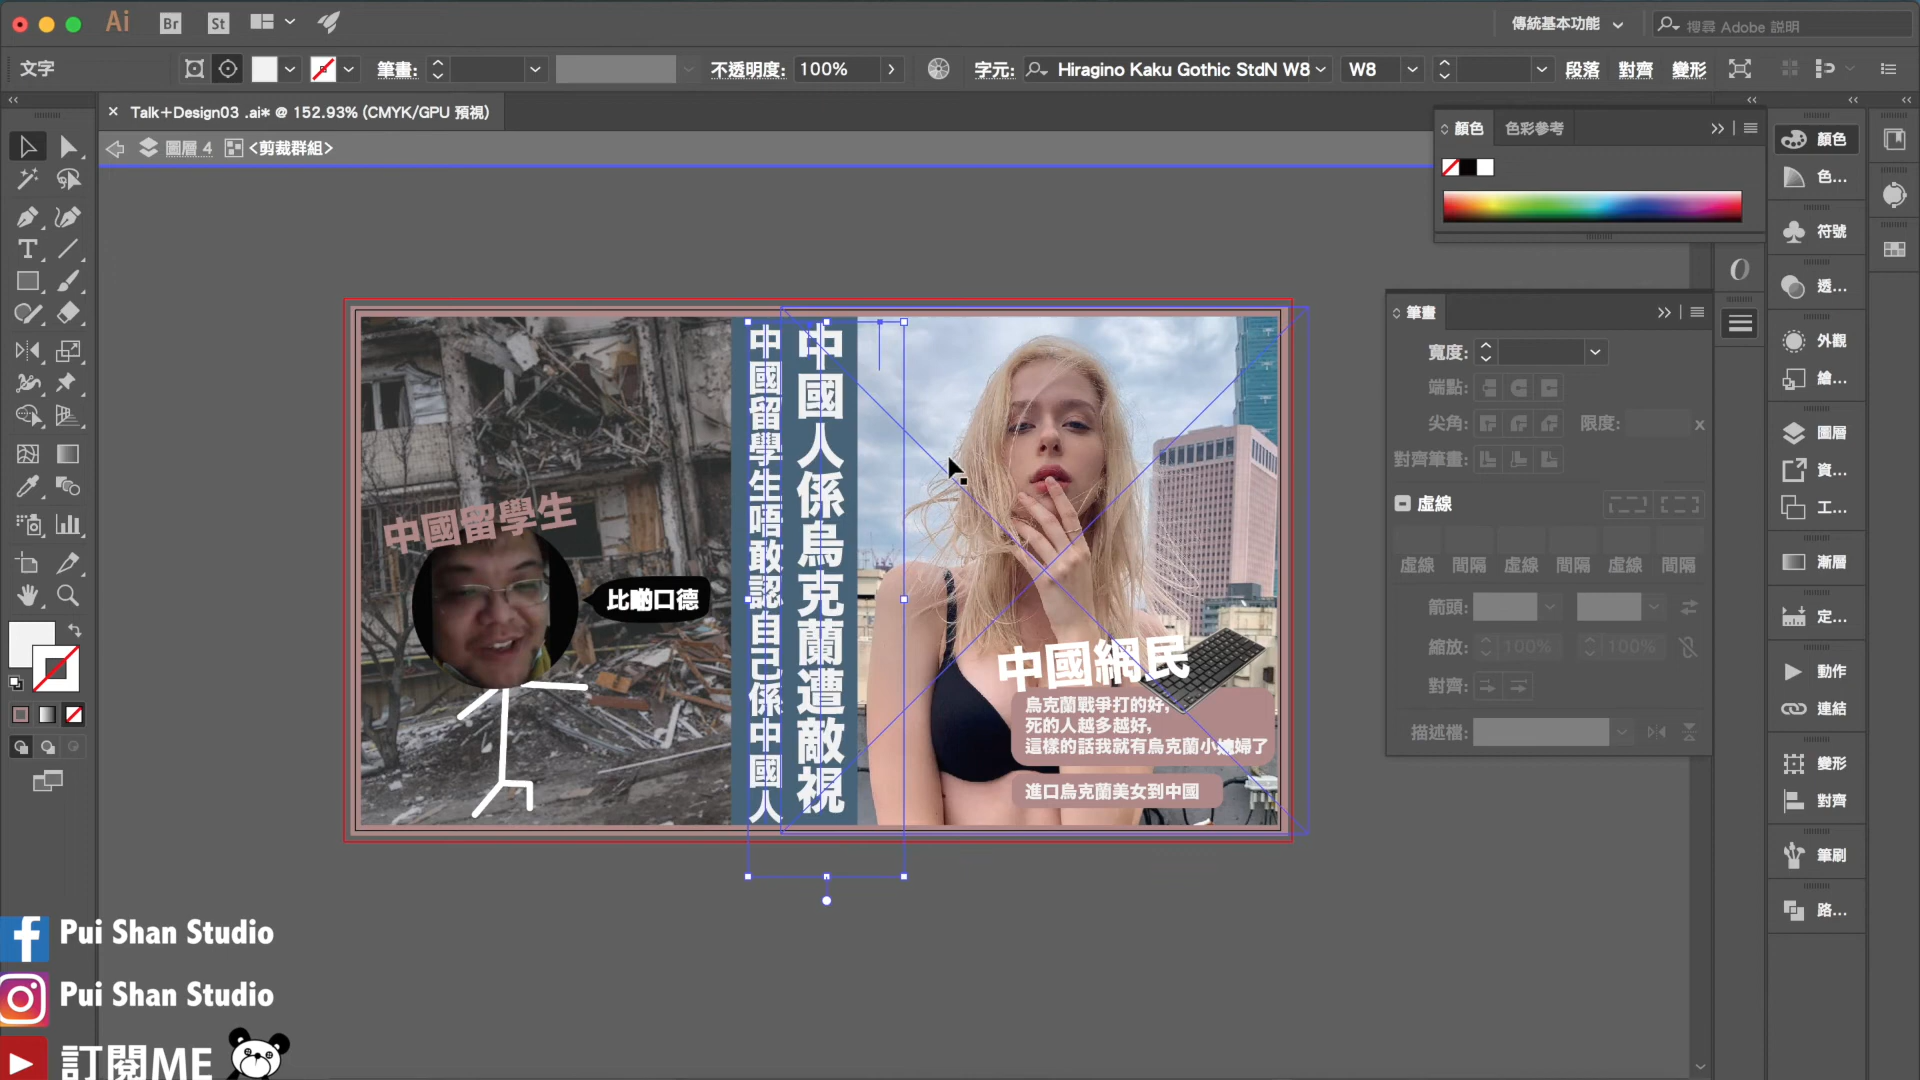 Ai
Br
St
傳統基本功能
搜尋 Adobe 說明
文字
筆畫:
不透明度:
100%
字元:
Hiragino Kaku Gothic StdN W8
W8
段落
對齊
變形
× Talk+Design03 .ai* @ 152.93% (CMYK/GPU 預視)
圖層 4
<剪裁群組>
顏色
色彩參考
顏色
色...
符號
透...
外觀
繪...
圖層
資...
工...
漸層
定...
動作
連結
變形
對齊
筆刷
路...
筆畫
寬度:
端點:
尖角:
限度:
x
對齊筆畫:
虛線
虛線
間隔
虛線
間隔
虛線
間隔
箭頭:
縮放:
100%
100%
對齊:
描述檔:
中國人係烏克蘭遭敵視
中國留學生唔敢認自己係中國人
中國留學生
比啲口德
中國網民
烏克蘭戰爭打的好,
死的人越多越好,
這樣的話我就有烏克蘭小媳婦了
進口烏克蘭美女到中國
Pui Shan Studio
Pui Shan Studio
訂閱ME